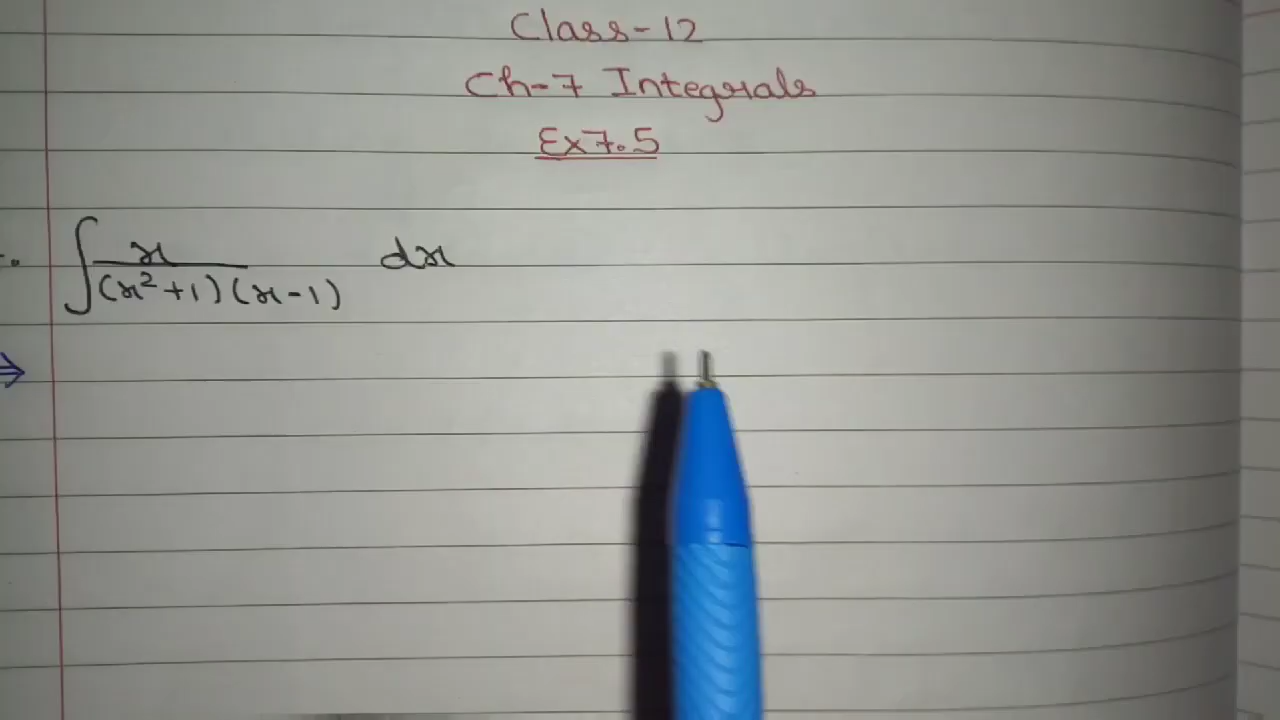 Class-12
Ch-7 Integrals
Ex7.5
∫ x/(x²+1)(x-1) dx
⇒